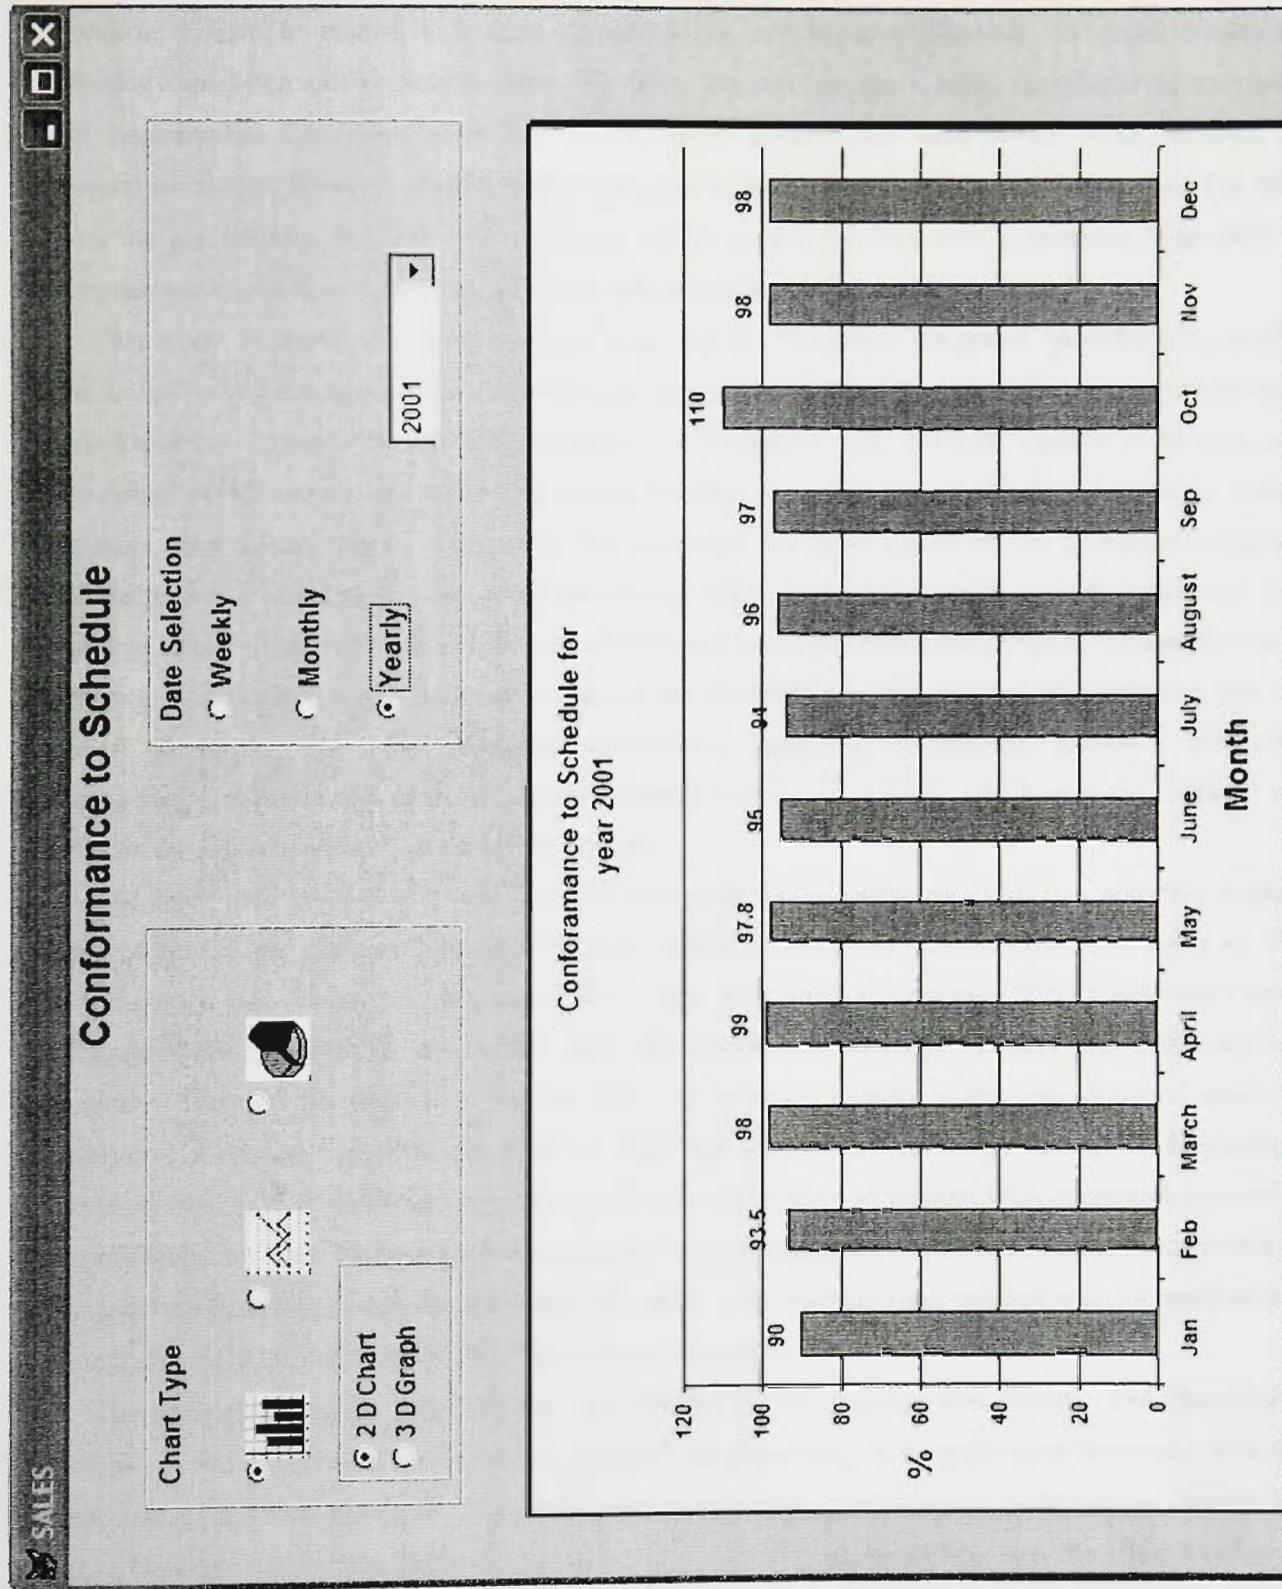 SALES
Conformance to Schedule
Chart Type
2 D Chart
3 D Graph
Date Selection
Weekly
Monthly
Yearly
2001
Conforamance to Schedule for
year 2001
120
100
80
60
40
20
0
%
90
93.5
98
99
97.8
95
94
96
97
110
98
98
Jan
Feb
March
April
May
June
July
August
Sep
Oct
Nov
Dec
Month